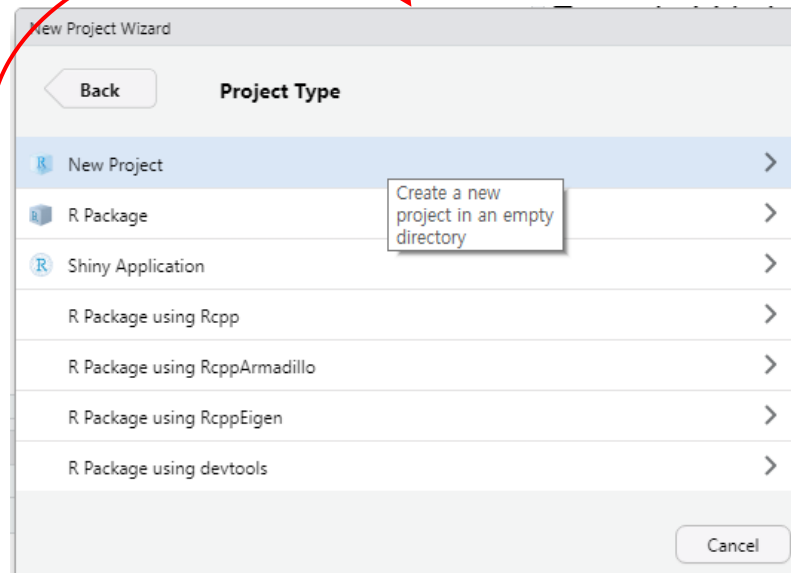 New Project Wizard
Back
Project Type
New Project
Create a new
project in an empty
directory
R Package
Shiny Application
R Package using Rcpp
R Package using RcppArmadillo
R Package using RcppEigen
R Package using devtools
Cancel